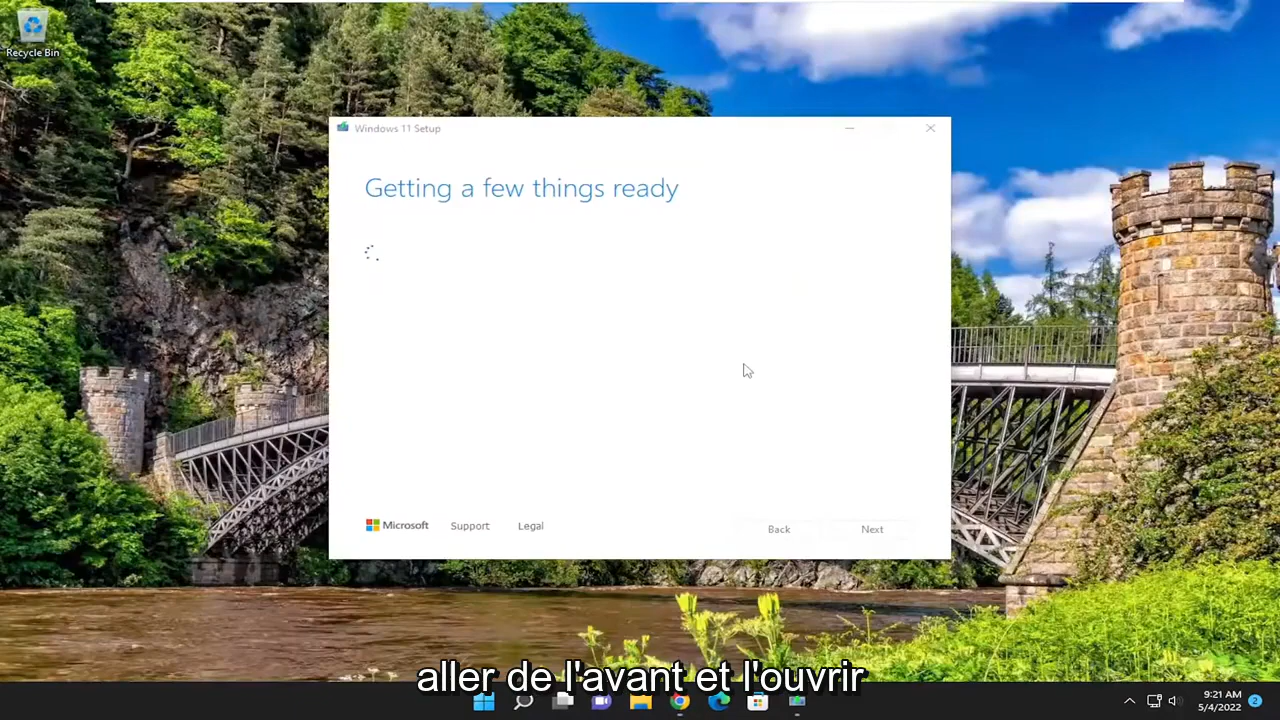 Recycle Bin
Windows 11 Setup
Getting a few things ready
Microsoft
Support
Legal
Back
Next
aller de l'avant et l'ouvrir
9:21 AM
5/4/2022
2